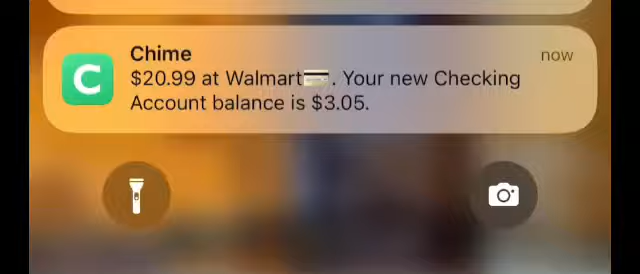 Chime
now
$20.99 at Walmart💳. Your new Checking
Account balance is $3.05.